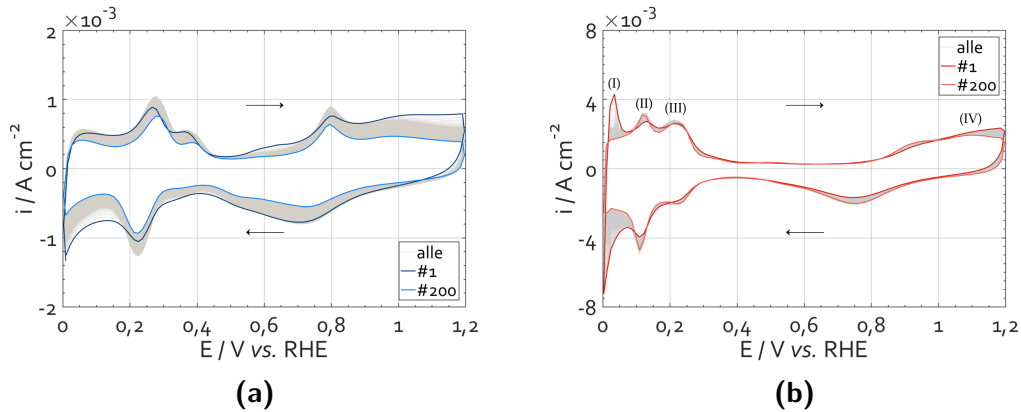 ×10⁻³
2
1
0
-1
-2
i / A cm⁻²
alle
#1
#200
0 0,2 0,4 0,6 0,8 1 1,2
E / V vs. RHE
(a)
×10⁻³
8
4
0
-4
-8
i / A cm⁻²
(I)
(II)
(III)
(IV)
alle
#1
#200
0 0,2 0,4 0,6 0,8 1 1,2
E / V vs. RHE
(b)